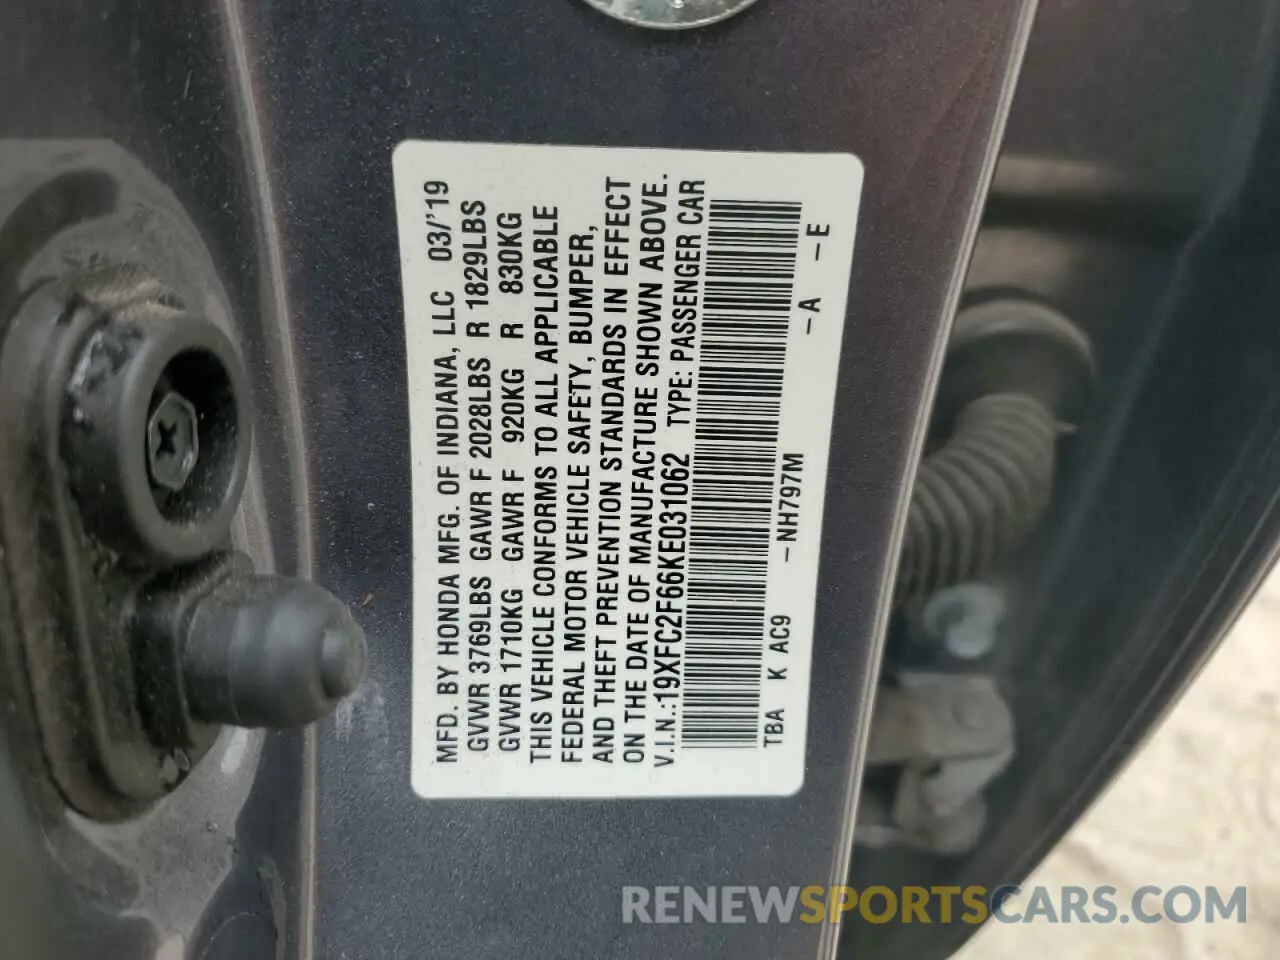 MFD. BY HONDA MFG. OF INDIANA, LLC 03/'19
GVWR 3769LBS GAWR F 2028LBS R 1829LBS
GVWR 1710KG GAWR F 920KG R 830KG
THIS VEHICLE CONFORMS TO ALL APPLICABLE
FEDERAL MOTOR VEHICLE SAFETY, BUMPER,
AND THEFT PREVENTION STANDARDS IN EFFECT
ON THE DATE OF MANUFACTURE SHOWN ABOVE.
V.I.N.:19XFC2F66KE031062 TYPE: PASSENGER CAR
TBA K AC9 -NH797M -A -E
RENEWSPORTSCARS.COM